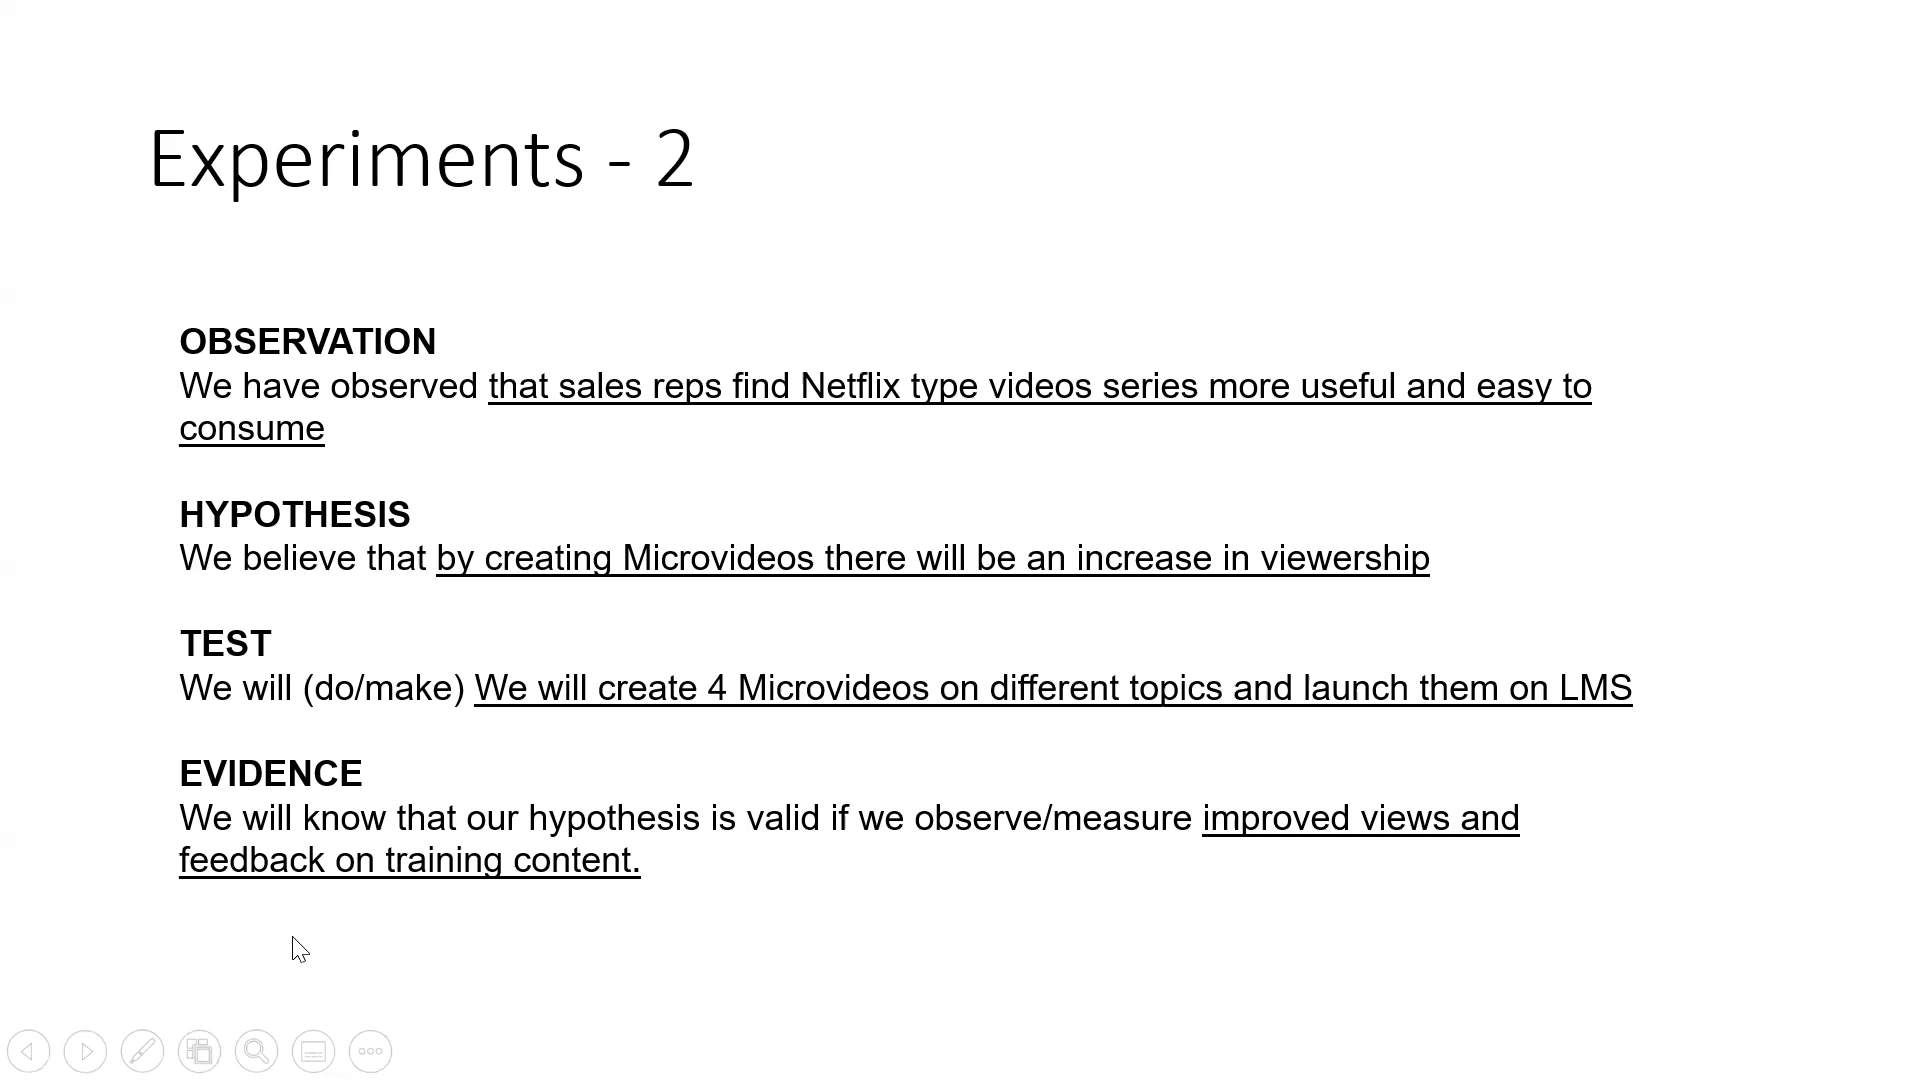 Experiments - 2
OBSERVATION
We have observed that sales reps find Netflix type videos series more useful and easy to
consume
HYPOTHESIS
We believe that by creating Microvideos there will be an increase in viewership
TEST
We will (do/make) We will create 4 Microvideos on different topics and launch them on LMS
EVIDENCE
We will know that our hypothesis is valid if we observe/measure improved views and
feedback on training content.